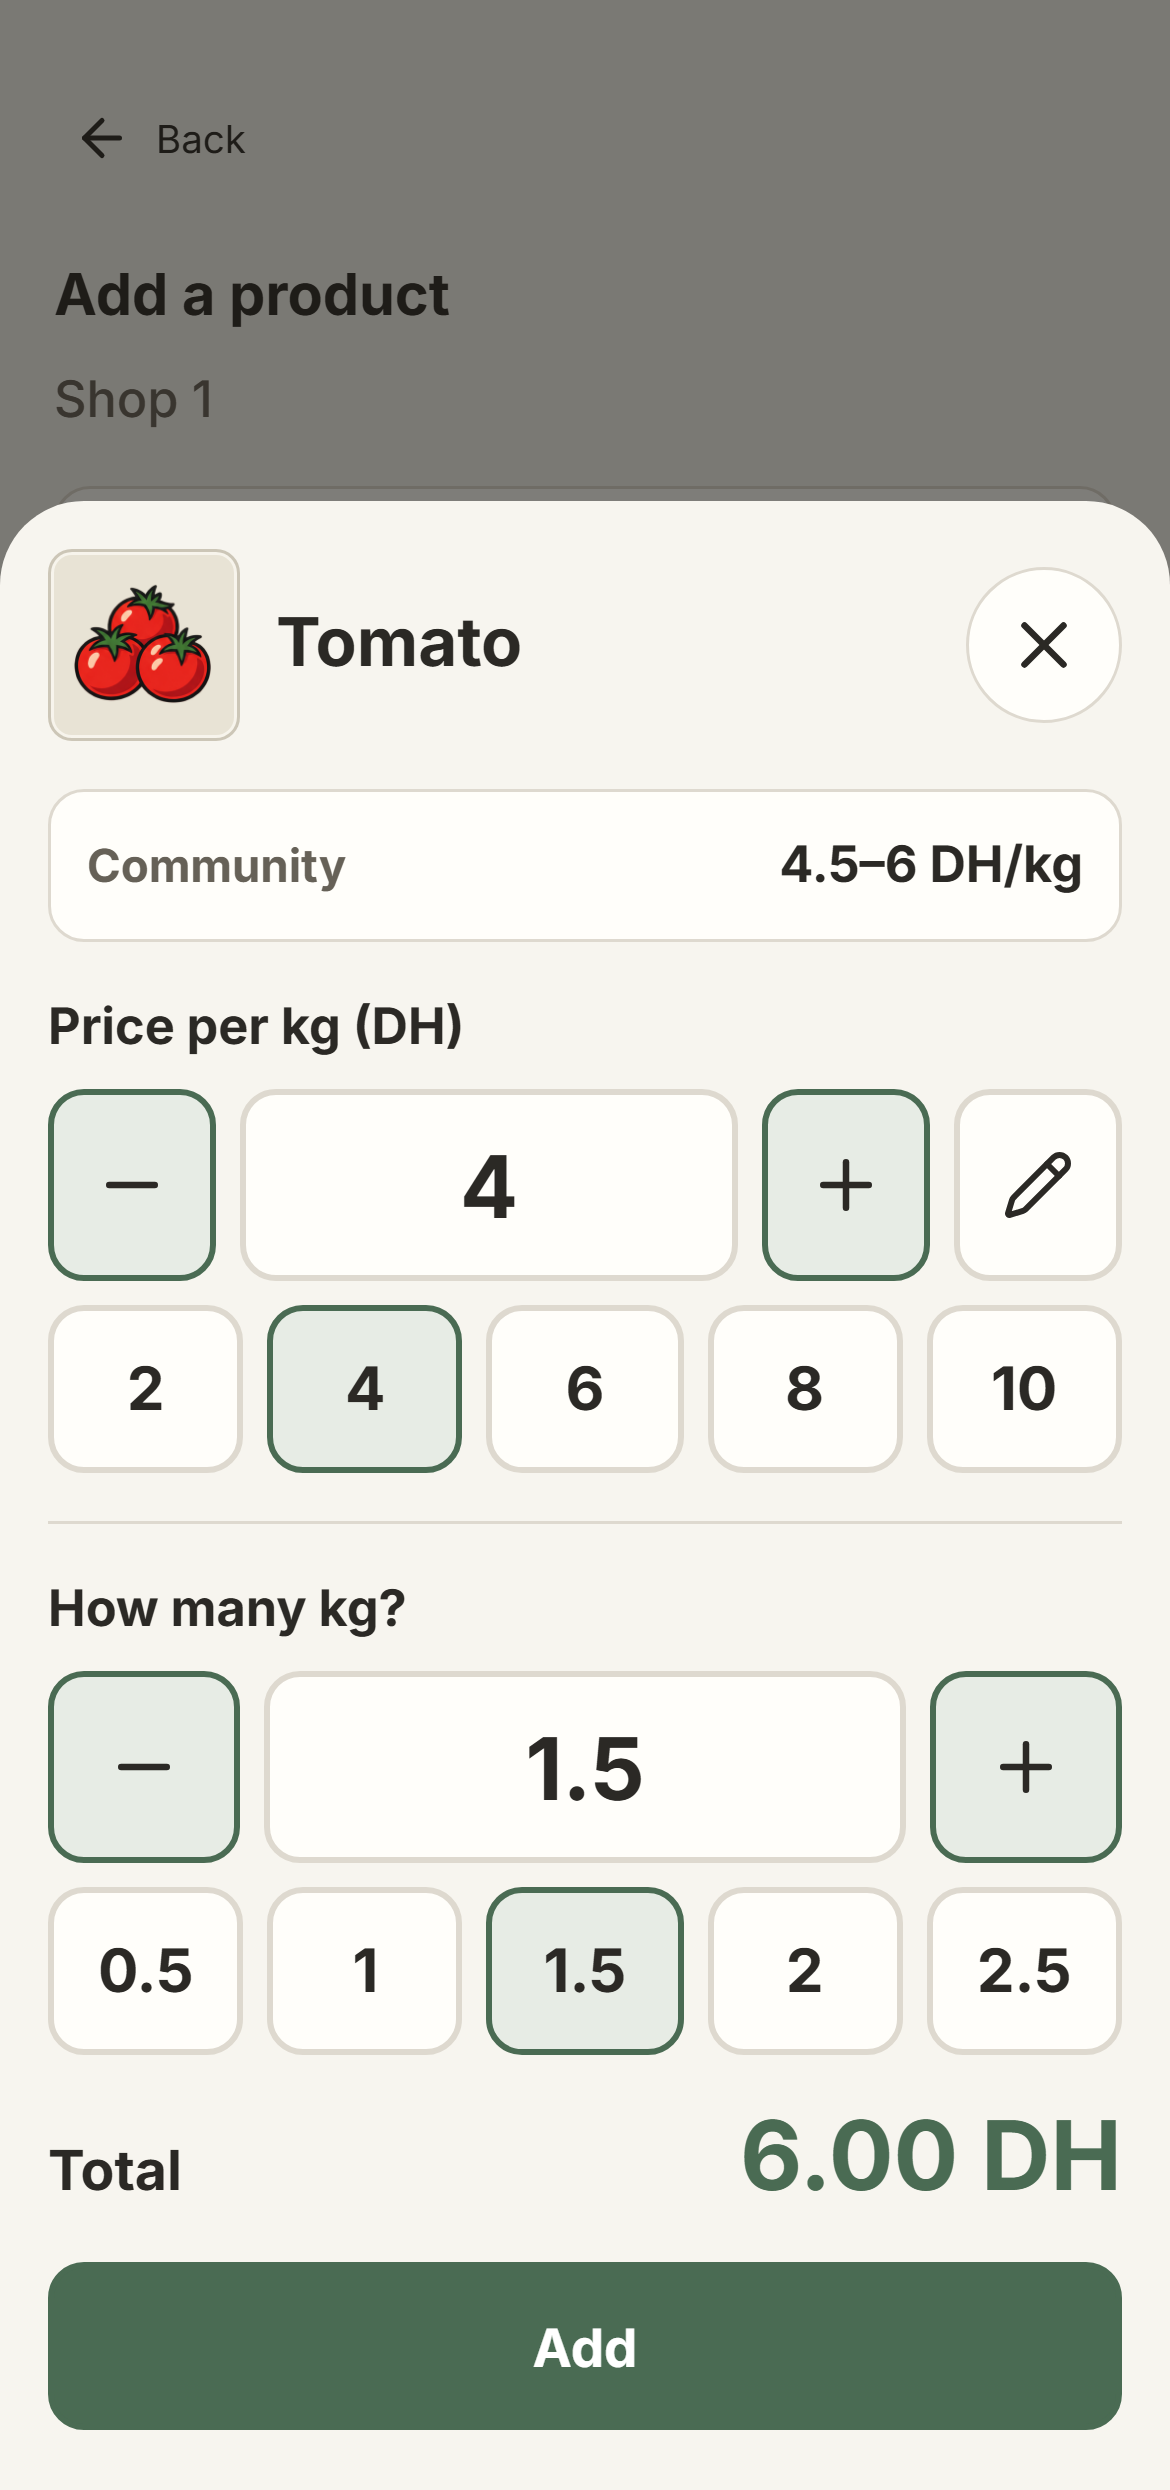 Back
Add a product
Shop 1
Tomato
Community 4.5–6 DH/kg
Price per kg (DH)
4
2 4 6 8 10
How many kg?
1.5
0.5 1 1.5 2 2.5
Total 6.00 DH
Add